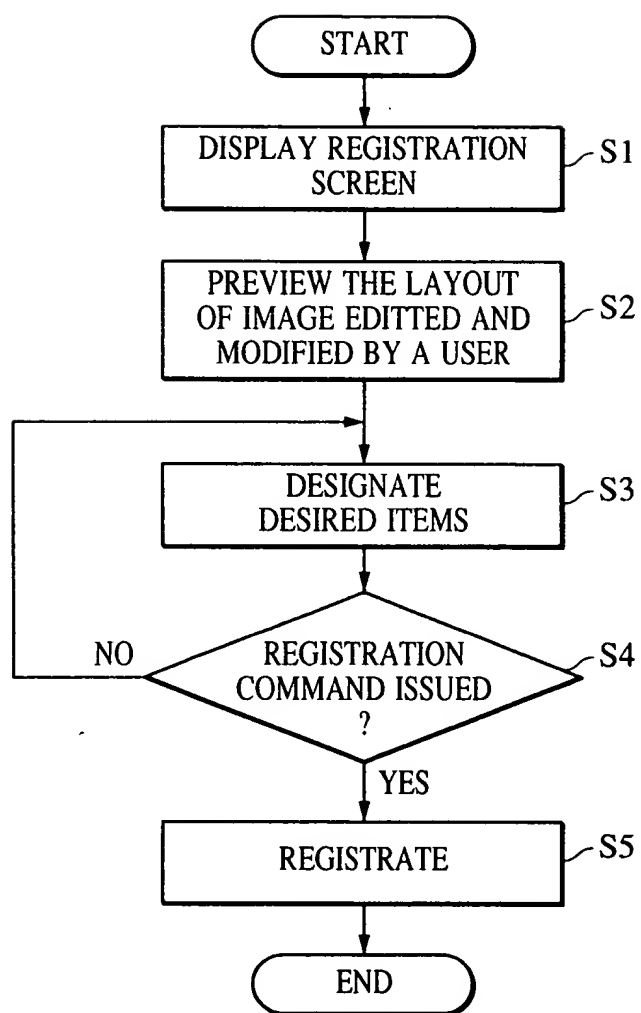 START
DISPLAY REGISTRATION
SCREEN
S1
PREVIEW THE LAYOUT
OF IMAGE EDITTED AND
MODIFIED BY A USER
S2
DESIGNATE
DESIRED ITEMS
S3
NO
REGISTRATION
COMMAND ISSUED
?
S4
YES
REGISTRATE
S5
END